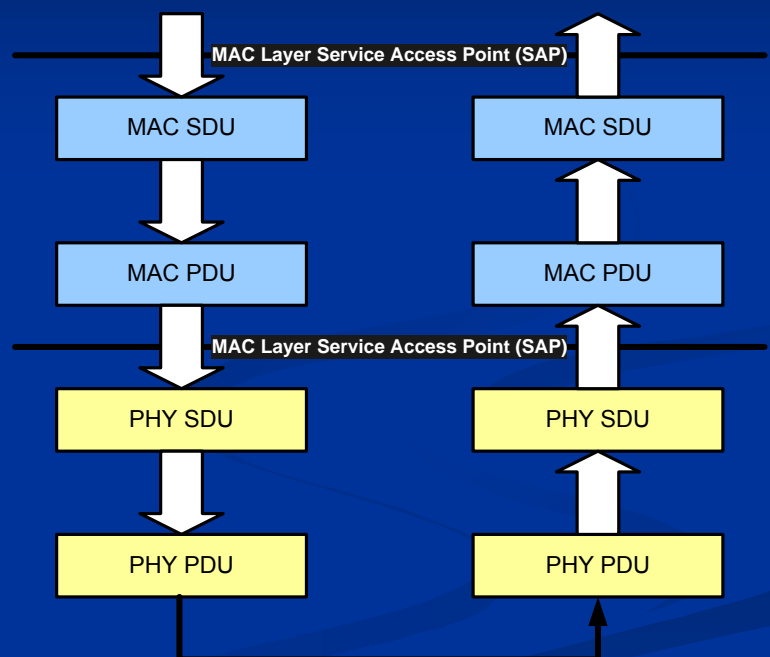 MAC Layer Service Access Point (SAP)
MAC SDU
MAC SDU
MAC PDU
MAC PDU
MAC Layer Service Access Point (SAP)
PHY SDU
PHY SDU
PHY PDU
PHY PDU